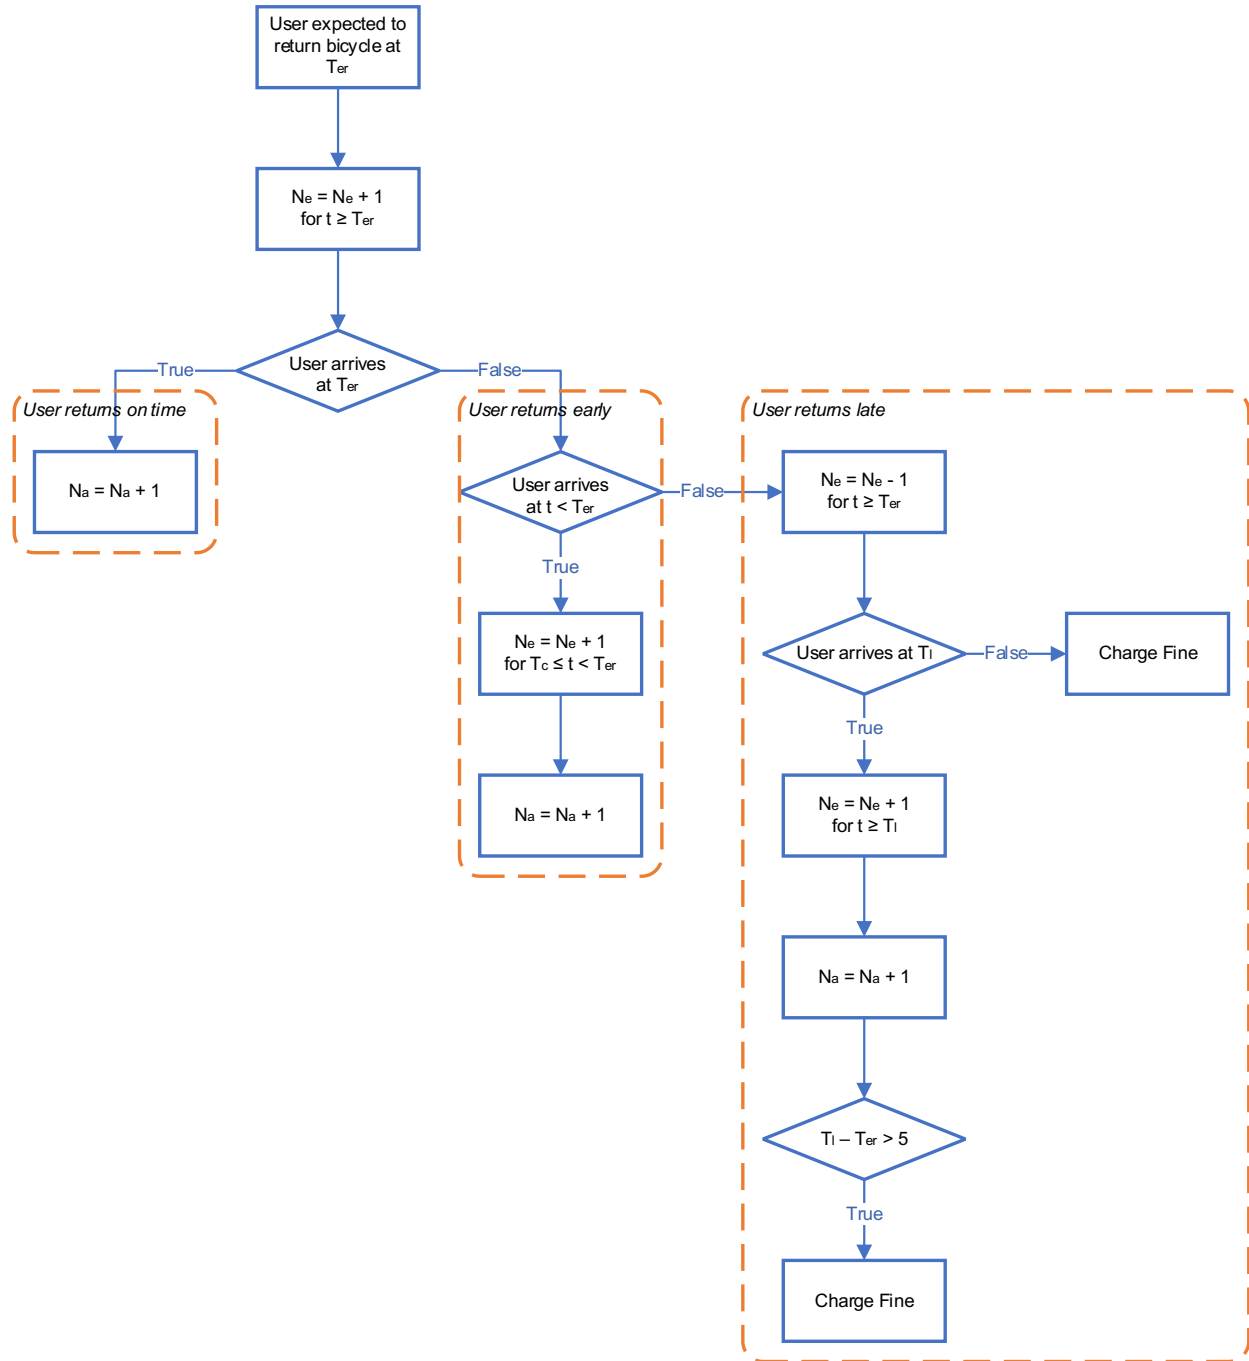 User expected to
return bicycle at
Ter
Ne = Ne + 1
for t ≥ Ter
User arrives
at Ter
True
False
User returns on time
Na = Na + 1
User returns early
User arrives
at t < Ter
False
True
Ne = Ne + 1
for Tc ≤ t < Ter
Na = Na + 1
User returns late
Ne = Ne - 1
for t ≥ Ter
User arrives at Tl
False
Charge Fine
True
Ne = Ne + 1
for t ≥ Tl
Na = Na + 1
Tl – Ter > 5
True
Charge Fine